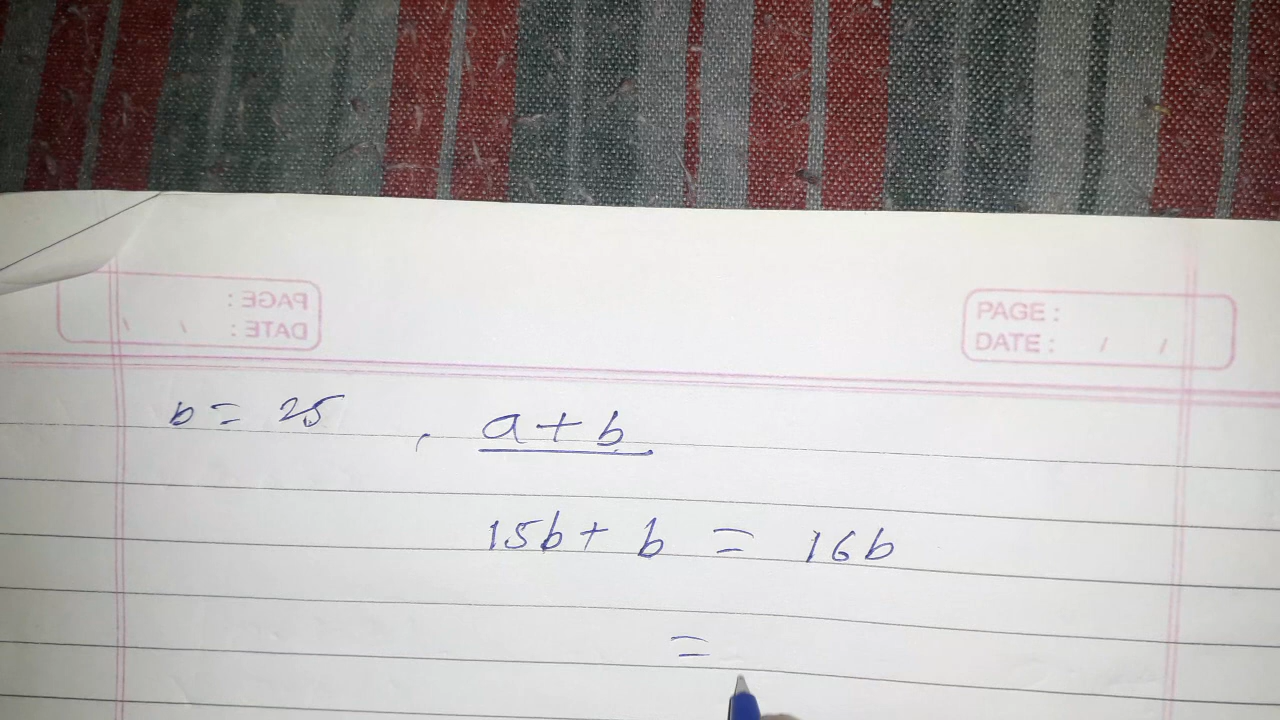 PAGE :
DATE : / /
PAGE :
DATE : / /
b = 25 , a + b
15b + b = 16b
=